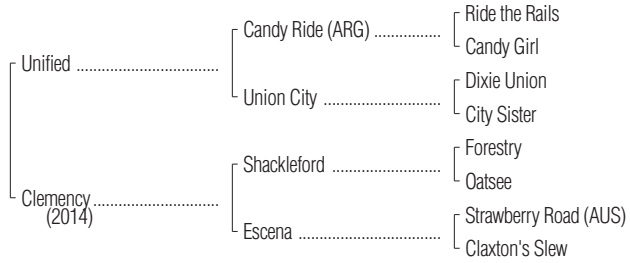 Ride the Rails
Candy Ride (ARG) ..................
Candy Girl
Unified ................................
Dixie Union
Union City ...........................
City Sister
Forestry
Shackleford ........................
Oatsee
Clemency ............................
(2014)
Strawberry Road (AUS)
Escena ................................
Claxton's Slew